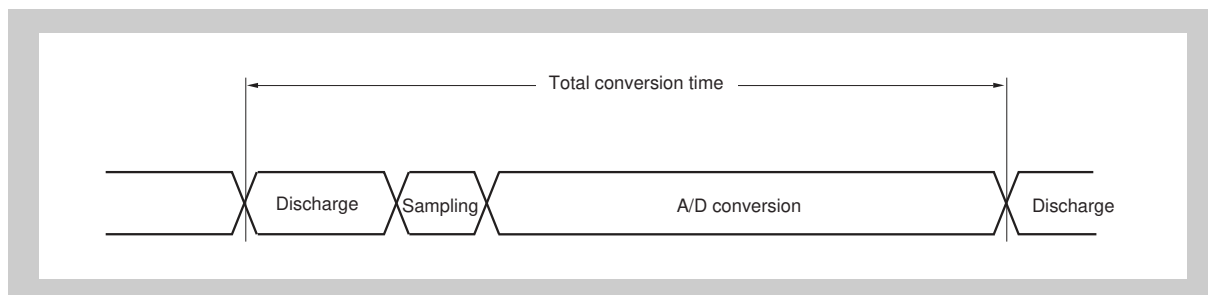 Total conversion time
Discharge
Sampling
A/D conversion
Discharge